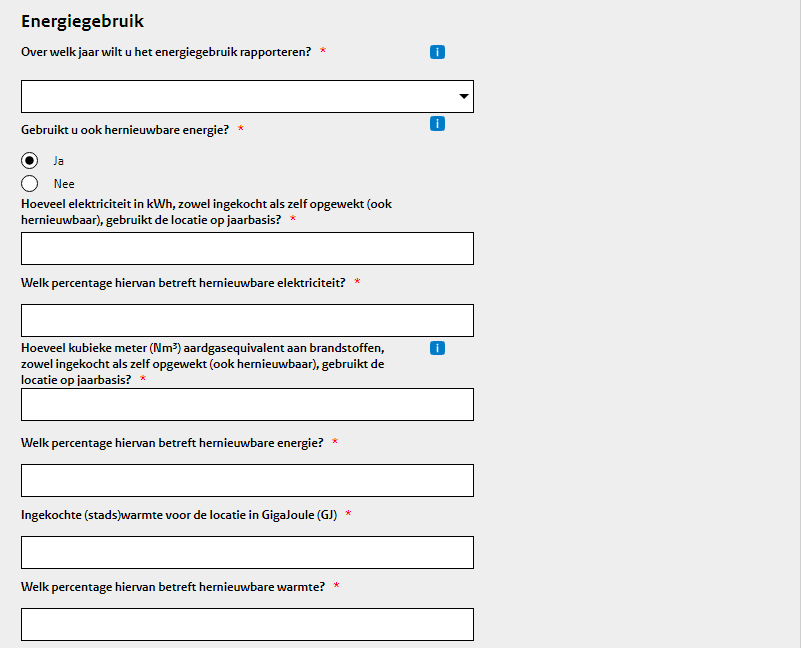 Energiegebruik
Over welk jaar wilt u het energiegebruik rapporteren? *
i
Gebruikt u ook hernieuwbare energie? *
i
Ja
Nee
Hoeveel elektriciteit in kWh, zowel ingekocht als zelf opgewekt (ook
hernieuwbaar), gebruikt de locatie op jaarbasis? *
Welk percentage hiervan betreft hernieuwbare elektriciteit? *
Hoeveel kubieke meter (Nm³) aardgasequivalent aan brandstoffen,
i
zowel ingekocht als zelf opgewekt (ook hernieuwbaar), gebruikt de
locatie op jaarbasis? *
Welk percentage hiervan betreft hernieuwbare energie? *
Ingekochte (stads)warmte voor de locatie in GigaJoule (GJ) *
Welk percentage hiervan betreft hernieuwbare warmte? *